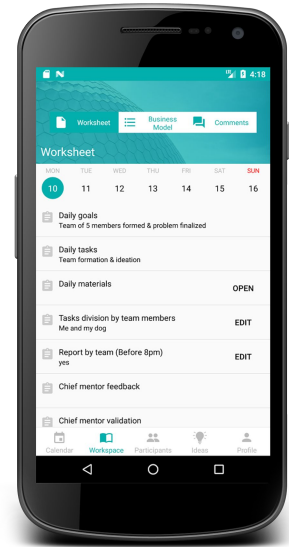 4:18
Worksheet
Business
Model
Comments
Worksheet
MON TUE WED THU FRI SAT SUN
10 11 12 13 14 15 16
Daily goals
Team of 5 members formed & problem finalized
Daily tasks
Team formation & ideation
Daily materials
OPEN
Tasks division by team members
Me and my dog
EDIT
Report by team (Before 8pm)
yes
EDIT
Chief mentor feedback
Chief mentor validation
Calendar Workspace Participants Ideas Profile